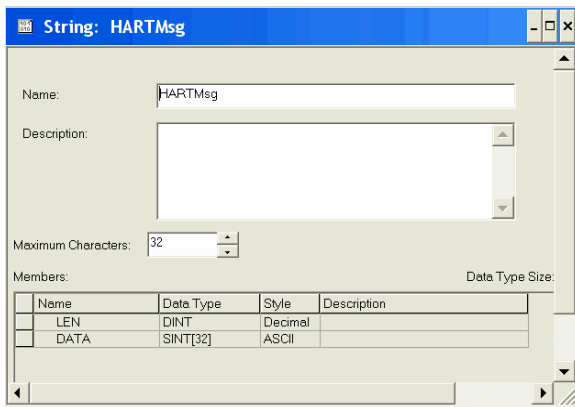 String: HARTMsg
Name: HARTMsg
Description:
Maximum Characters: 32
Members: Data Type Size:
Name Data Type Style Description
LEN DINT Decimal
DATA SINT[32] ASCII